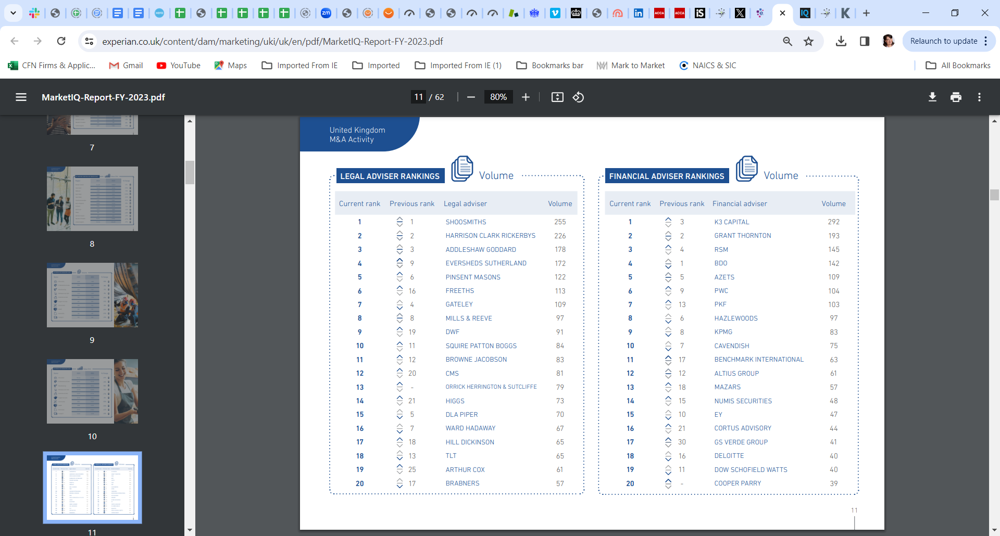 zm
ACCA
ACCA
iS
IQ
K
experian.co.uk/content/dam/marketing/uki/uk/en/pdf/MarketIQ-Report-FY-2023.pdf
Relaunch to update
CFN Firms & Applic...
Gmail
YouTube
Maps
Imported From IE
Imported
Imported From IE (1)
Bookmarks bar
Mark to Market
NAICS & SIC
All Bookmarks
MarketIQ-Report-FY-2023.pdf
11 / 62
80%
7
8
9
10
11
United Kingdom
M&A Activity
LEGAL ADVISER RANKINGS Volume
Current rank Previous rank Legal adviser Volume
1 1 SHOOSMITHS 255
2 2 HARRISON CLARK RICKERBYS 226
3 3 ADDLESHAW GODDARD 178
4 9 EVERSHEDS SUTHERLAND 172
5 6 PINSENT MASONS 122
6 16 FREETHS 113
7 4 GATELEY 109
8 8 MILLS & REEVE 97
9 19 DWF 91
10 11 SQUIRE PATTON BOGGS 84
11 12 BROWNE JACOBSON 83
12 20 CMS 81
13 - ORRICK HERRINGTON & SUTCLIFFE 79
14 21 HIGGS 73
15 5 DLA PIPER 70
16 7 WARD HADAWAY 67
17 18 HILL DICKINSON 65
18 13 TLT 65
19 25 ARTHUR COX 61
20 17 BRABNERS 57
FINANCIAL ADVISER RANKINGS Volume
Current rank Previous rank Financial adviser Volume
1 3 K3 CAPITAL 292
2 2 GRANT THORNTON 193
3 4 RSM 145
4 1 BDO 142
5 5 AZETS 109
6 9 PWC 104
7 13 PKF 103
8 6 HAZLEWOODS 97
9 8 KPMG 83
10 7 CAVENDISH 75
11 17 BENCHMARK INTERNATIONAL 63
12 12 ALTIUS GROUP 61
13 18 MAZARS 57
14 15 NUMIS SECURITIES 48
15 10 EY 47
16 21 CORTUS ADVISORY 44
17 30 GS VERDE GROUP 41
18 16 DELOITTE 40
19 11 DOW SCHOFIELD WATTS 40
20 - COOPER PARRY 39
11